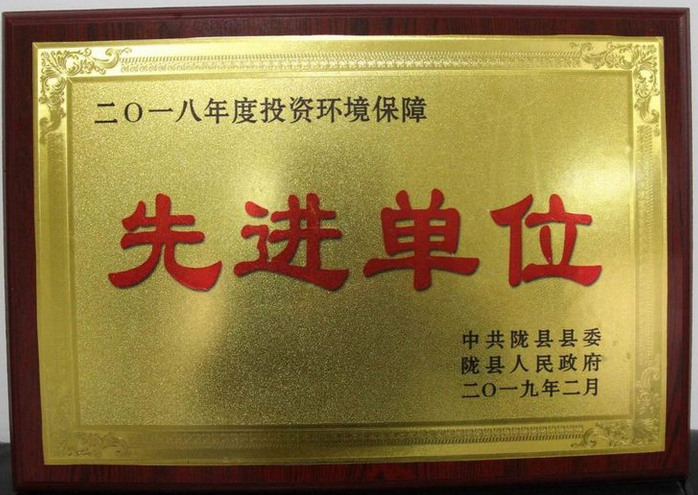 二〇一八年度投资环境保障
先进单位
中共陇县县委
陇县人民政府
二〇一九年二月